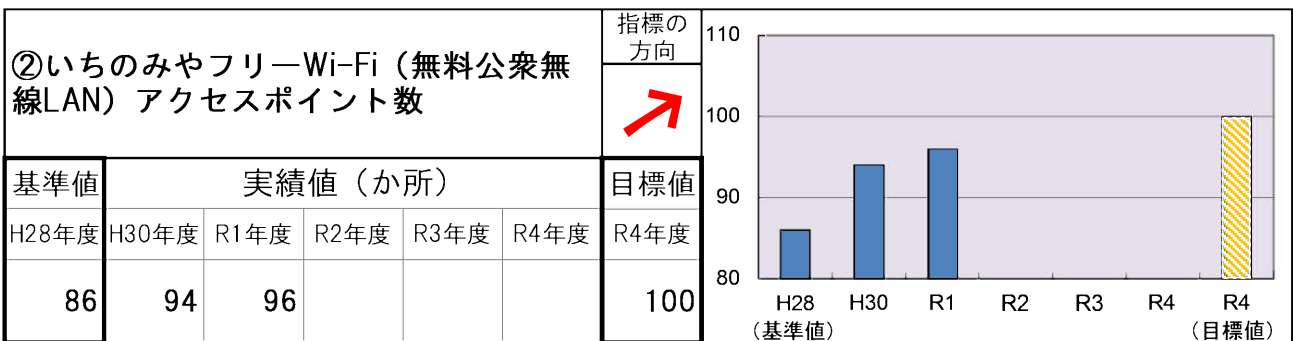 ②いちのみやフリーWi-Fi（無料公衆無
線LAN）アクセスポイント数
指標の
方向
基準値 実績値（か所） 目標値
H28年度 H30年度 R1年度 R2年度 R3年度 R4年度 R4年度
86 94 96 100
110
100
90
80
H28 H30 R1 R2 R3 R4 R4
（基準値） （目標値）